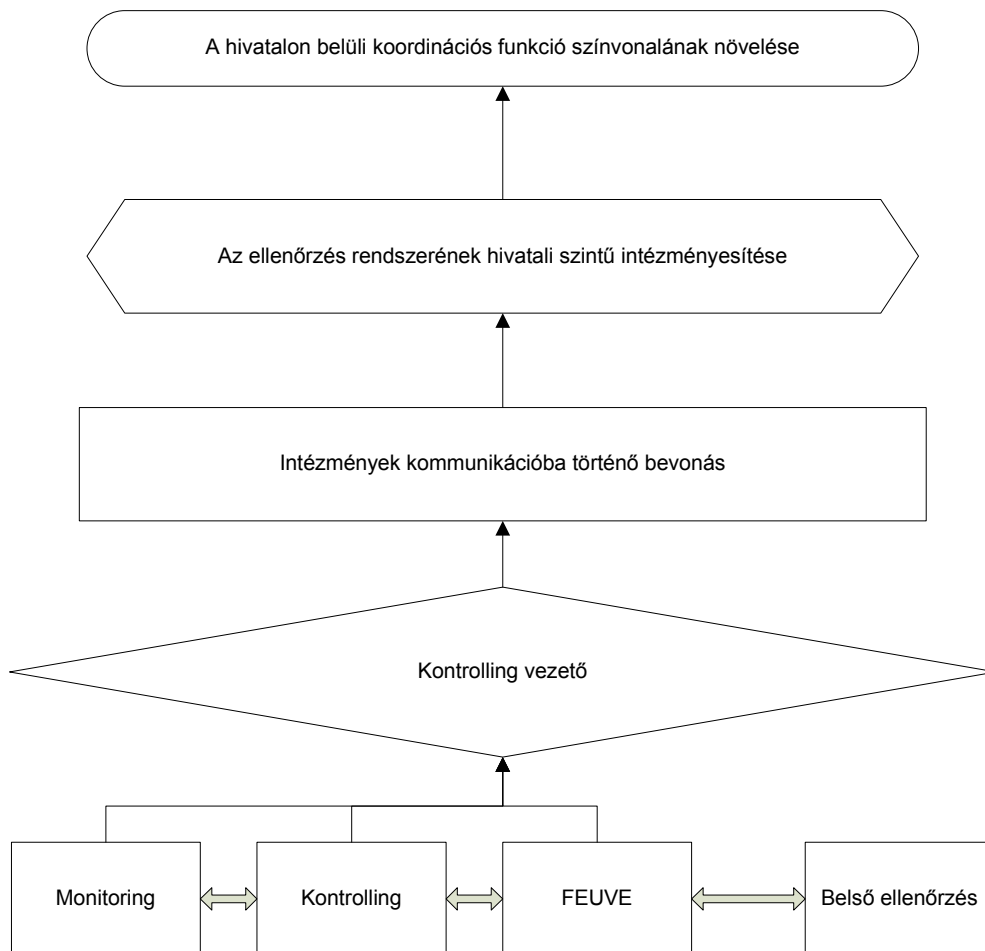 A hivatalon belüli koordinációs funkció színvonalának növelése
Az ellenőrzés rendszerének hivatali szintű intézményesítése
Intézmények kommunikációba történő bevonás
Kontrolling vezető
Monitoring
Kontrolling
FEUVE
Belső ellenőrzés